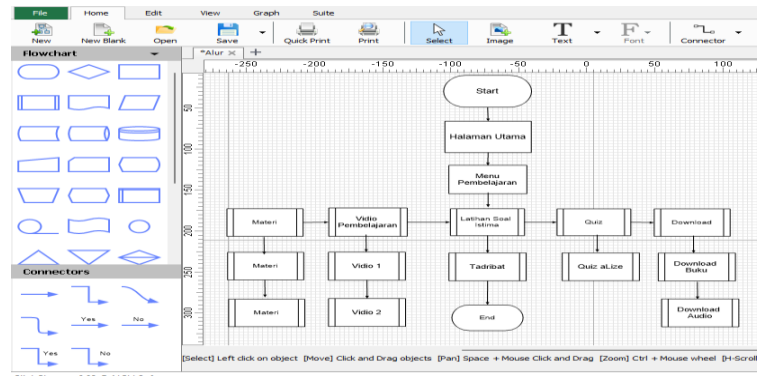 File Home Edit View Graph Suite
New New Blank Open Save Quick Print Print Select Image Text Font Connector
Flowchart
*Alur
-250 -200 -150 -100 -50 0 50 100
50
100
150
200
250
300
Start
Halaman Utama
Menu
Pembelajaran
Materi
Vidio
Pembelajaran
Latihan Soal
Istima
Quiz
Download
Materi
Vidio 1
Tadribat
Quiz aLize
Download
Buku
Materi
Vidio 2
End
Download
Audio
Connectors
Yes No
Yes No
[Select] Left click on object [Move] Click and Drag objects [Pan] Space + Mouse Click and Drag [Zoom] Ctrl + Mouse wheel [H-Scroll